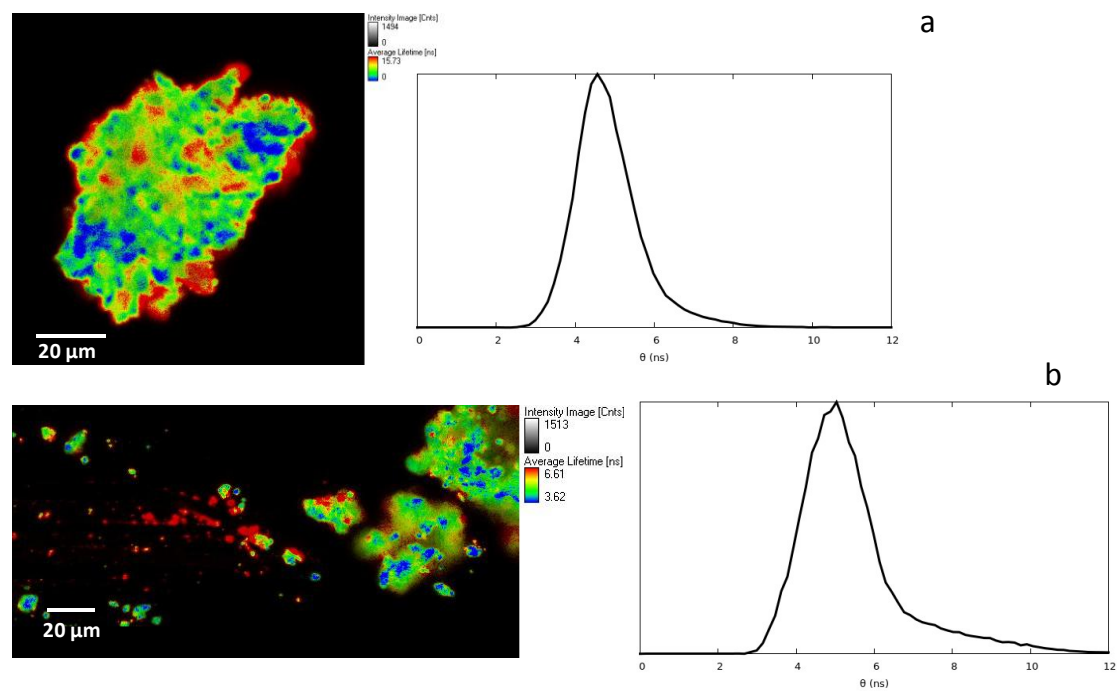 a
Intensity Image [Cnts]
1494
0
Average Lifetime [ns]
15.73
0
20 µm
0 2 4 6 8 10 12
θ (ns)
b
Intensity Image [Cnts]
1513
0
Average Lifetime [ns]
6.61
3.62
20 µm
0 2 4 6 8 10 12
θ (ns)